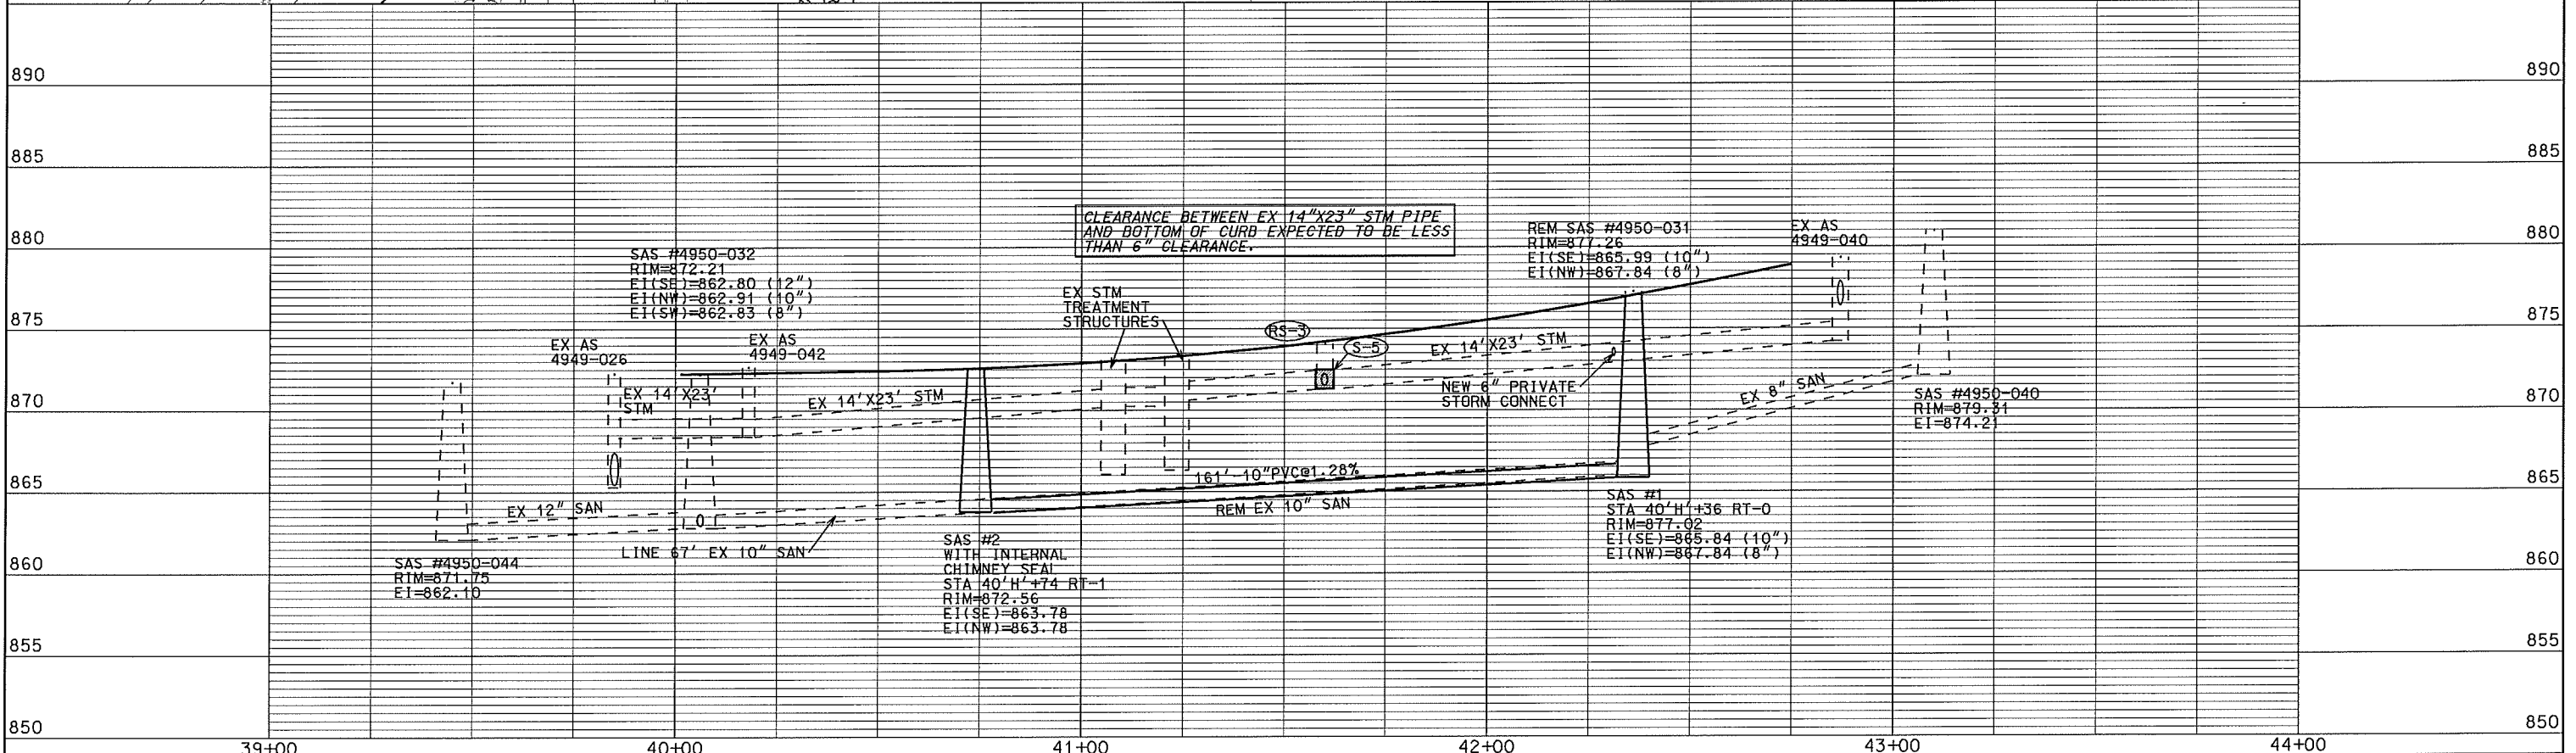 890
890
885
885
CLEARANCE BETWEEN EX 14"X23" STM PIPE
AND BOTTOM OF CURB EXPECTED TO BE LESS
THAN 6" CLEARANCE.
880
880
SAS #4950-032
RIM=872.21
EI(SE)=862.80 (12")
EI(NW)=862.91 (10")
EI(SW)=862.83 (8")
REM SAS #4950-031
RIM=877.26
EI(SE)=865.99 (10")
EI(NW)=867.84 (8")
EX AS
4949-040
EX STM
TREATMENT
STRUCTURES
875
875
RS-3
S-5
EX AS
4949-026
EX AS
4949-042
EX 14'X23'
STM
EX 14'X23' STM
EX 14'X23' STM
NEW 6" PRIVATE
STORM CONNECT
EX 8" SAN
870
870
SAS #4950-040
RIM=879.31
EI=874.21
865
865
161'-10"PVC@1.28%
REM EX 10" SAN
EX 12" SAN
LINE 67' EX 10" SAN
SAS #1
STA 40'H'+36 RT-0
RIM=877.02
EI(SE)=865.84 (10")
EI(NW)=867.84 (8")
SAS #2
WITH INTERNAL
CHIMNEY SEAL
STA 40'H'+74 RT-1
RIM=872.56
EI(SE)=863.78
EI(NW)=863.78
860
860
SAS #4950-044
RIM=871.75
EI=862.10
855
855
850
850
39+00
40+00
41+00
42+00
43+00
44+00